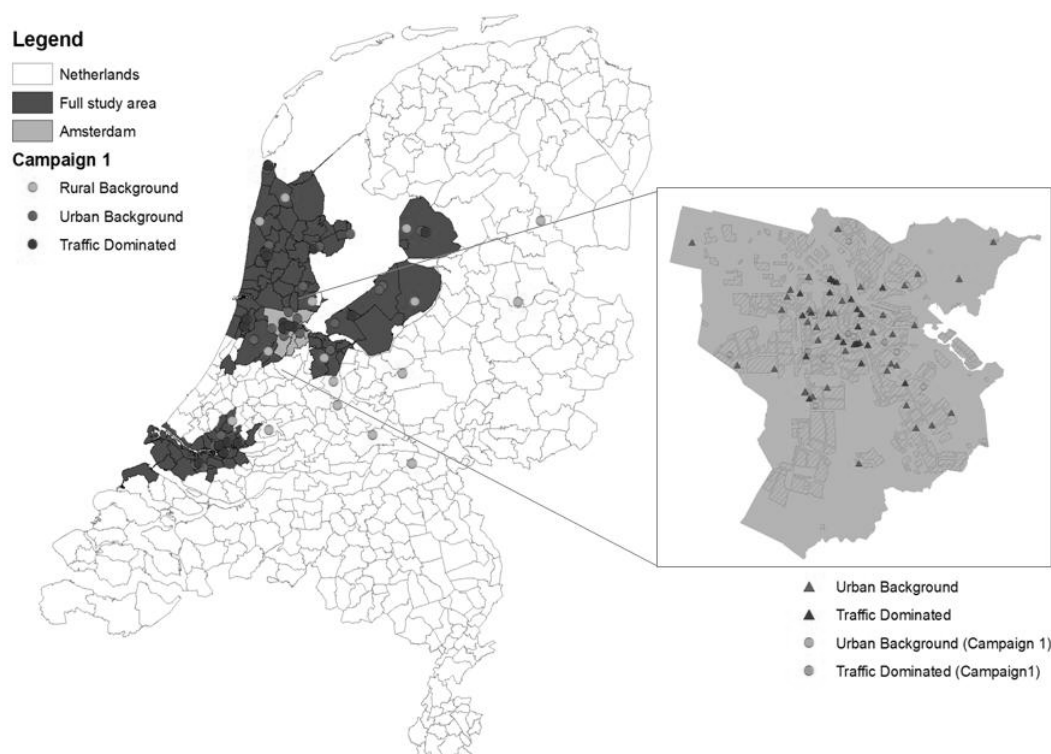 Legend
Netherlands
Full study area
Amsterdam
Campaign 1
Rural Background
Urban Background
Traffic Dominated
Urban Background
Traffic Dominated
Urban Background (Campaign 1)
Traffic Dominated (Campaign1)